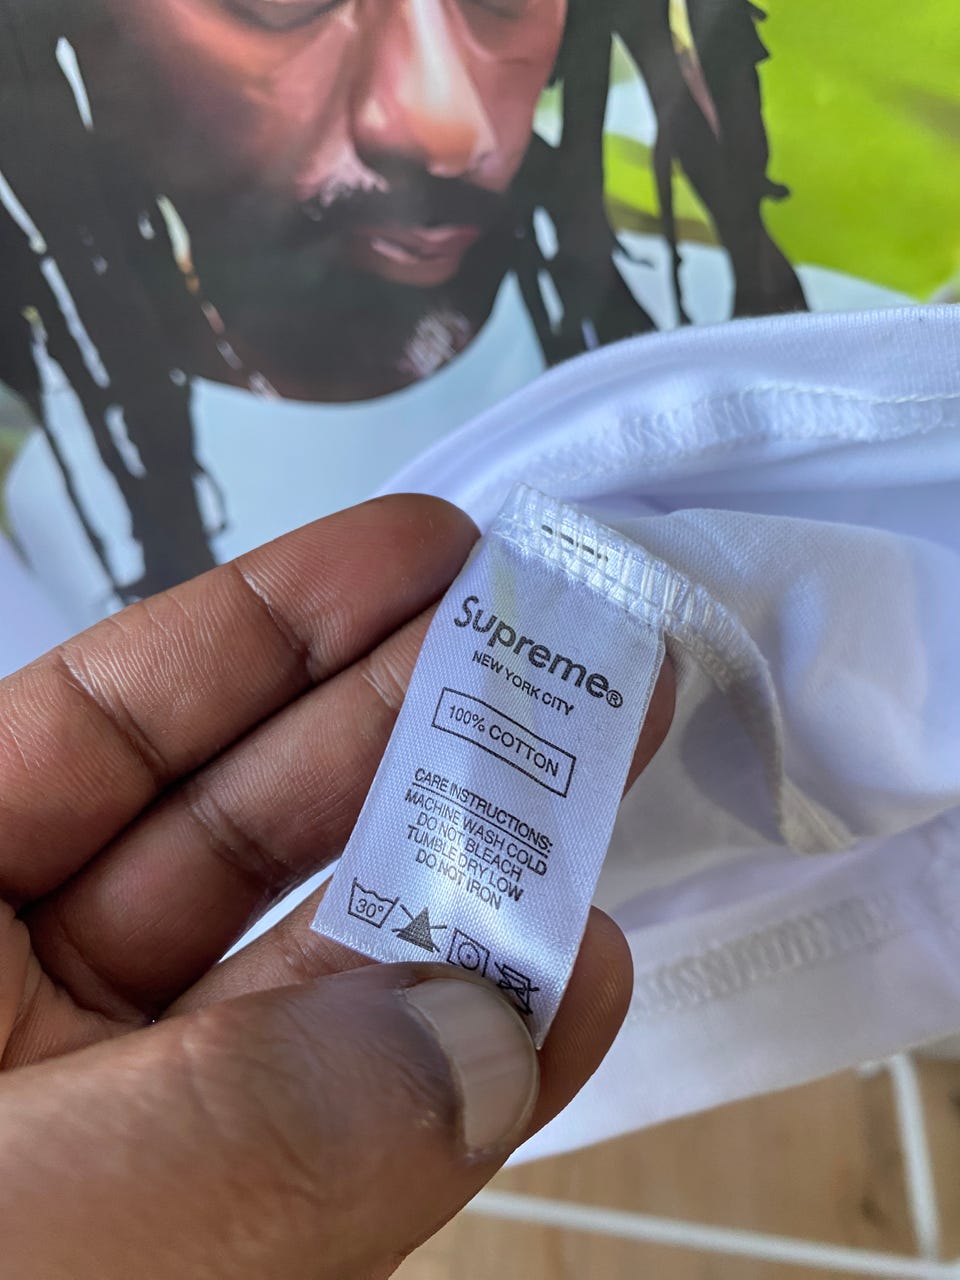 Supreme®
NEW YORK CITY
100% COTTON
CARE INSTRUCTIONS:
MACHINE WASH COLD
DO NOT BLEACH
TUMBLE DRY LOW
DO NOT IRON
30°